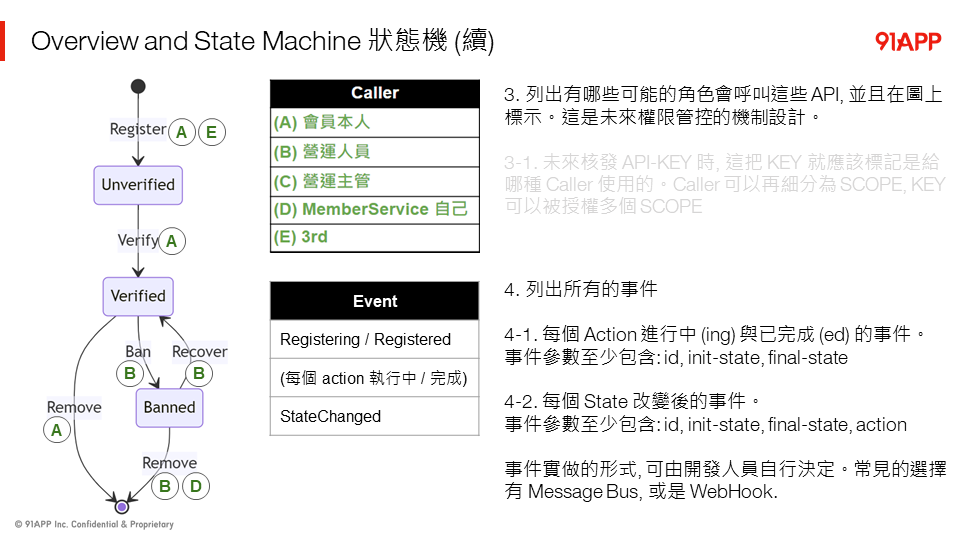 Overview and State Machine 狀態機 (續)
91APP
Register A E
Unverified
Verify A
Verified
Ban Recover
B B
Banned
Remove
A
Remove
B D
Caller
(A) 會員本人
(B) 營運人員
(C) 營運主管
(D) MemberService 自己
(E) 3rd
Event
Registering / Registered
(每個 action 執行中 / 完成)
StateChanged
3. 列出有哪些可能的角色會呼叫這些 API, 並且在圖上
標示。這是未來權限管控的機制設計。
3-1. 未來核發 API-KEY 時, 這把 KEY 就應該標記是給
哪種 Caller 使用的。Caller 可以再細分為 SCOPE, KEY
可以被授權多個 SCOPE
4. 列出所有的事件
4-1. 每個 Action 進行中 (ing) 與已完成 (ed) 的事件。
事件參數至少包含: id, init-state, final-state
4-2. 每個 State 改變後的事件。
事件參數至少包含: id, init-state, final-state, action
事件實做的形式, 可由開發人員自行決定。常見的選擇
有 Message Bus, 或是 WebHook.
© 91APP Inc. Confidential & Proprietary